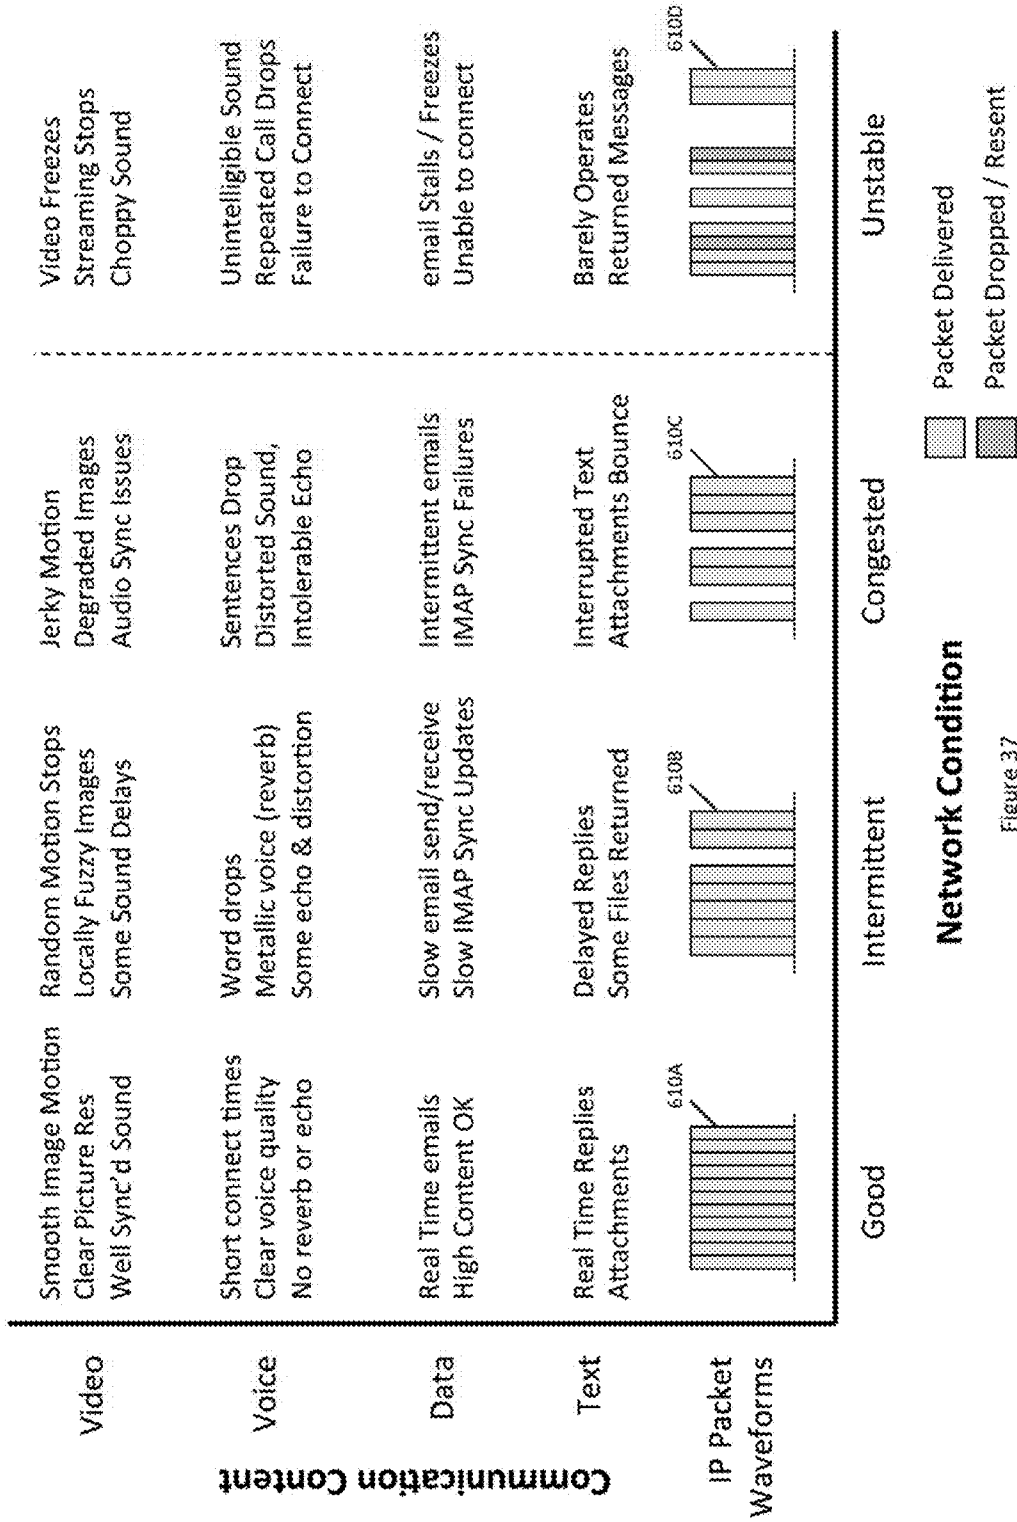 Communication Content
Video
Smooth Image Motion
Clear Picture Res
Well Sync'd Sound
Random Motion Stops
Locally Fuzzy Images
Some Sound Delays
Jerky Motion
Degraded Images
Audio Sync Issues
Video Freezes
Streaming Stops
Choppy Sound
Voice
Short connect times
Clear voice quality
No reverb or echo
Word drops
Metallic voice (reverb)
Some echo & distortion
Sentences Drop
Distorted Sound,
Intolerable Echo
Unintelligible Sound
Repeated Call Drops
Failure to Connect
Data
Real Time emails
High Content OK
Slow email send/receive
Slow IMAP Sync Updates
Intermittent emails
IMAP Sync Failures
email Stalls / Freezes
Unable to connect
Text
Real Time Replies
Attachments
Delayed Replies
Some Files Returned
Interrupted Text
Attachments Bounce
Barely Operates
Returned Messages
IP Packet
Waveforms
610A
610B
610C
610D
Good
Intermittent
Congested
Unstable
Network Condition
Packet Delivered
Packet Dropped / Resent
Figure 37